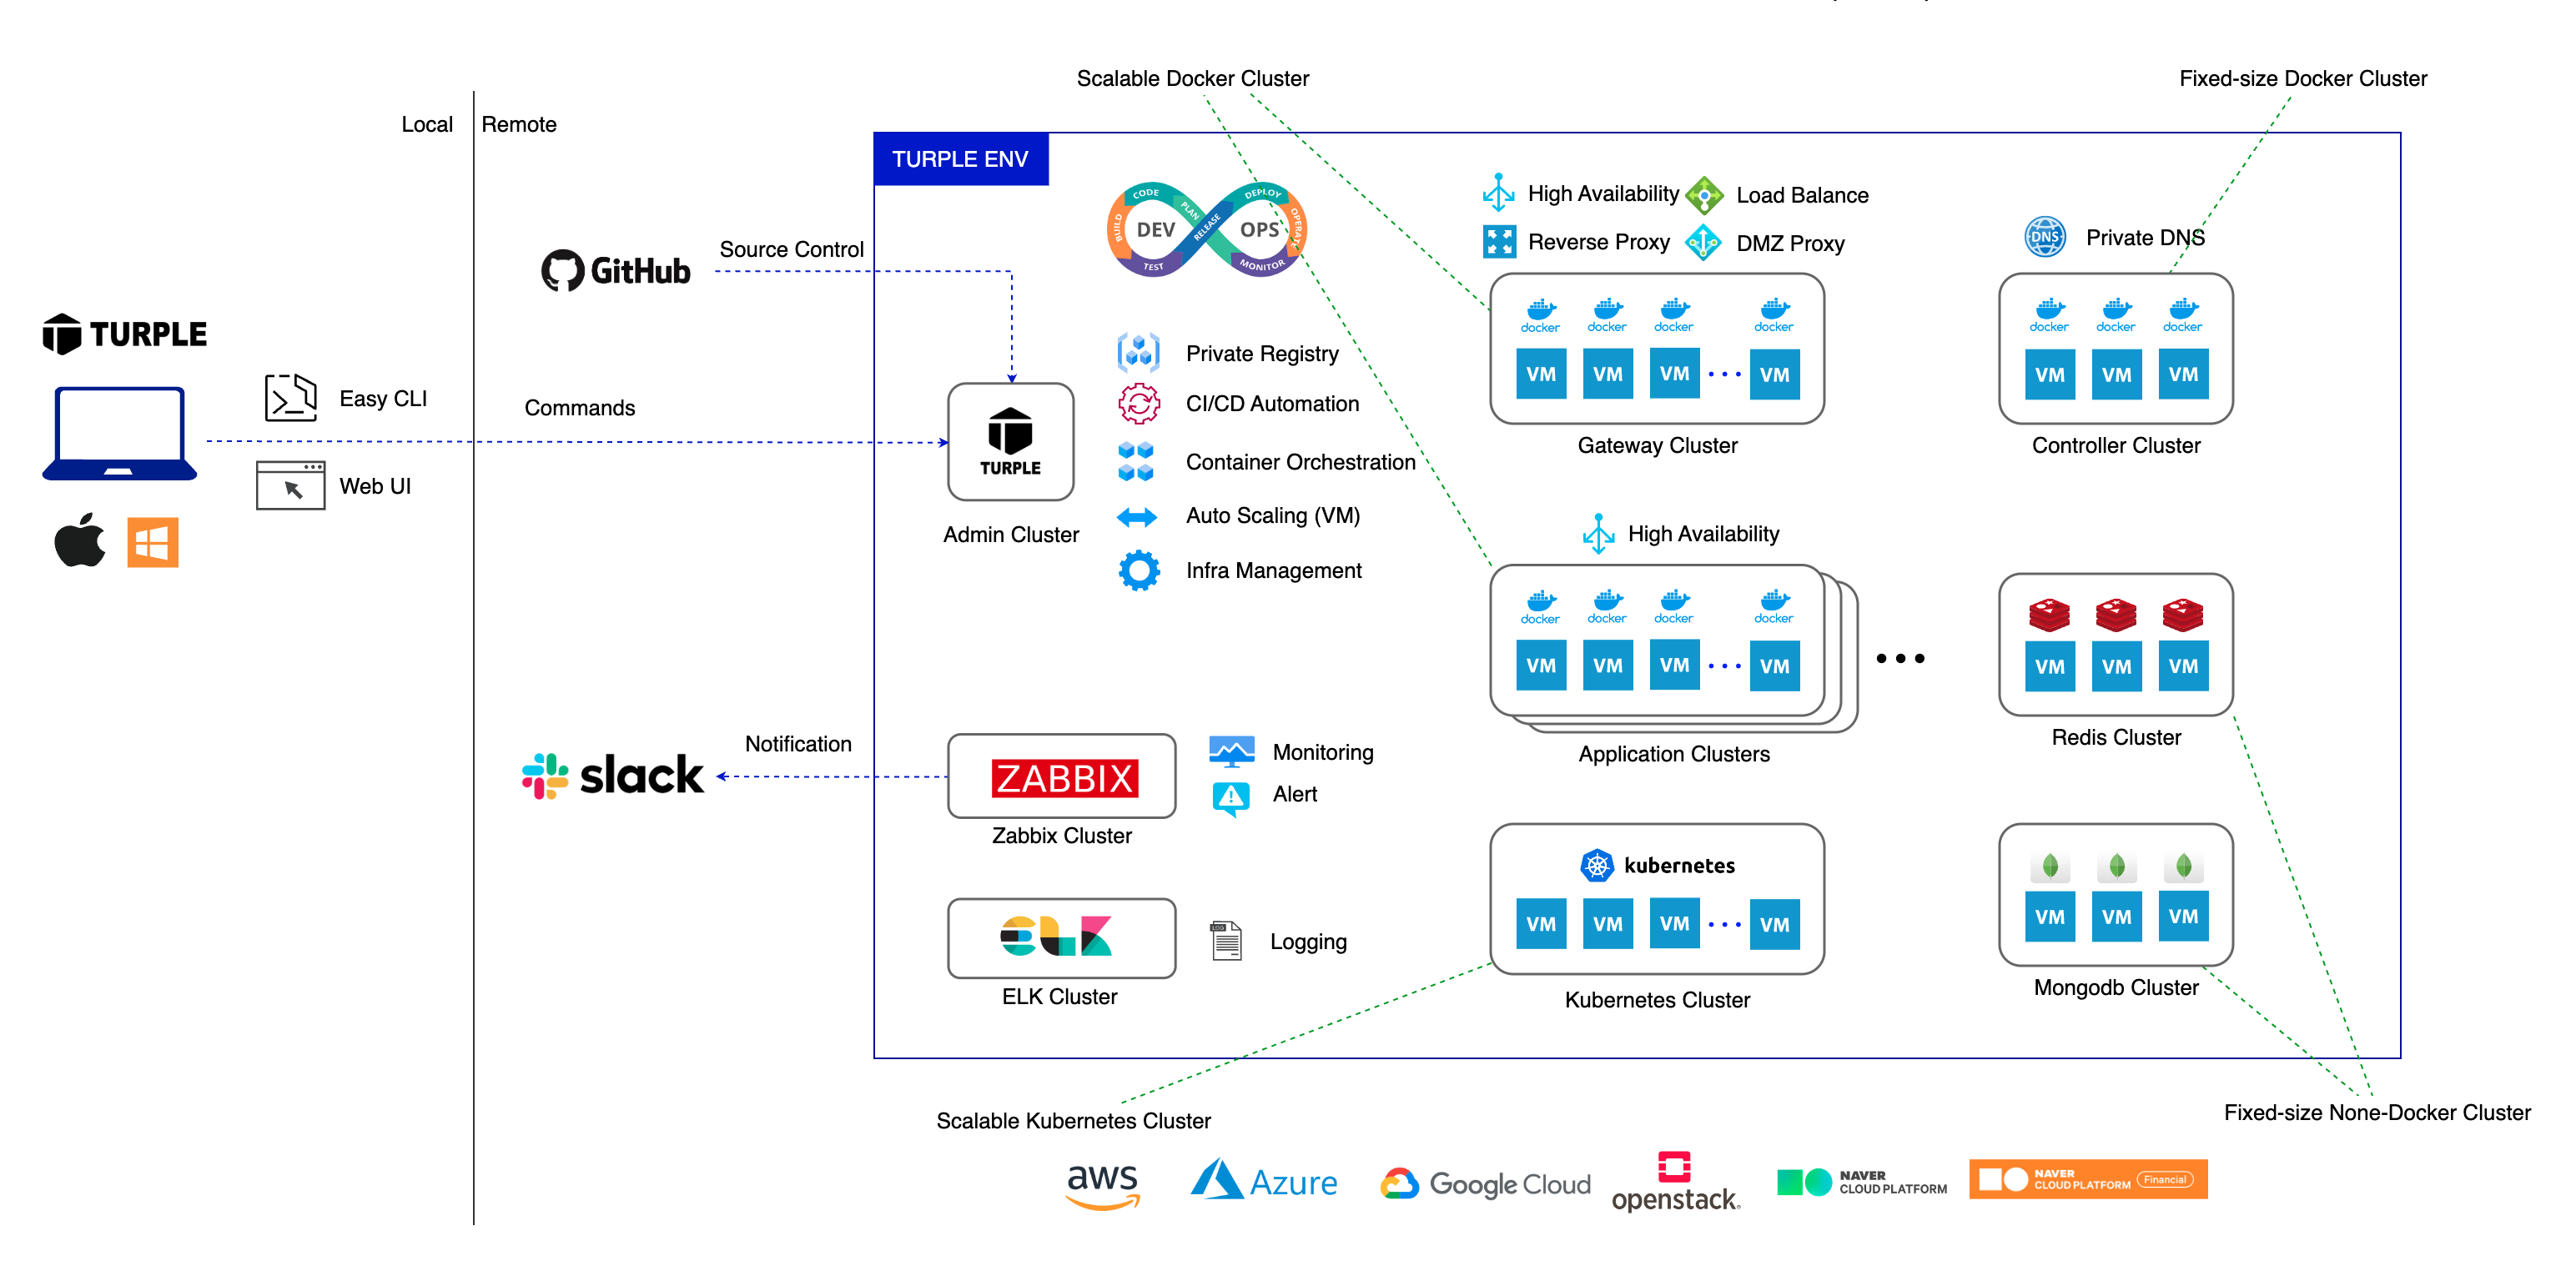 Scalable Docker Cluster
Fixed-size Docker Cluster
Local
Remote
TURPLE ENV
CODE
PLAN
BUILD
DEV
TEST
RELEASE
DEPLOY
OPS
OPERATE
MONITOR
High Availability
Load Balance
Reverse Proxy
DMZ Proxy
DNS
Private DNS
Source Control
GitHub
TURPLE
Easy CLI
Web UI
Commands
TURPLE
Admin Cluster
Private Registry
CI/CD Automation
Container Orchestration
Auto Scaling (VM)
Infra Management
docker docker docker docker
VM VM VM ... VM
Gateway Cluster
docker docker docker
VM VM VM
Controller Cluster
High Availability
docker docker docker docker
VM VM VM ... VM
Application Clusters
...
VM VM VM
Redis Cluster
Notification
slack
ZABBIX
Zabbix Cluster
Monitoring
Alert
ELK
ELK Cluster
LOG
Logging
kubernetes
VM VM VM ... VM
Kubernetes Cluster
VM VM VM
Mongodb Cluster
Scalable Kubernetes Cluster
Fixed-size None-Docker Cluster
aws
Azure
Google Cloud
openstack.
NAVER
CLOUD PLATFORM
NAVER
CLOUD PLATFORM
Financial